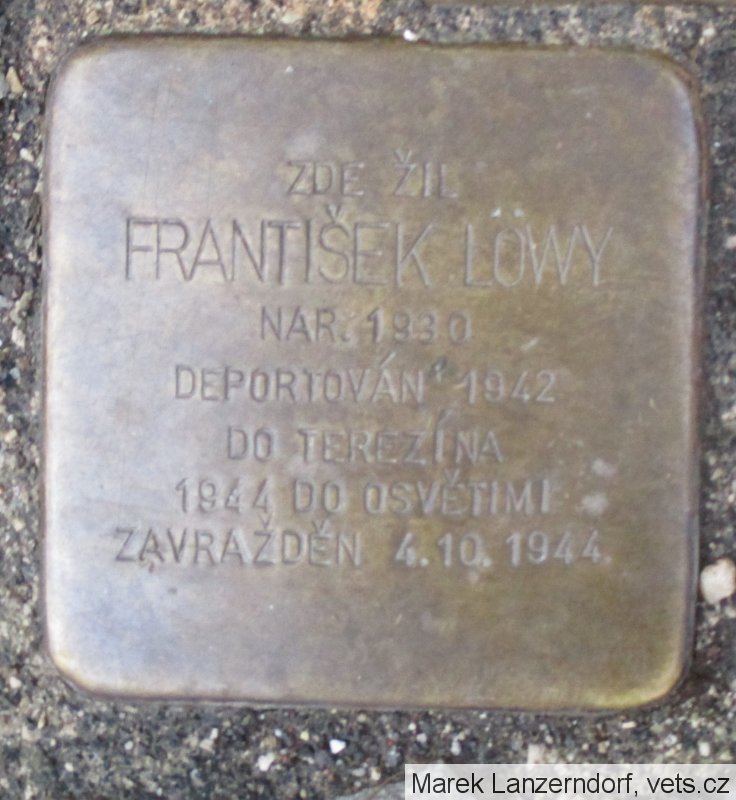 ZDE ŽIL
FRANTIŠEK LÖWY
NAR. 1930
DEPORTOVÁN 1942
DO TEREZÍNA
1944 DO OSVĚTIMI
ZAVRAŽDĚN 4.10.1944
Marek Lanzerndorf, vets.cz